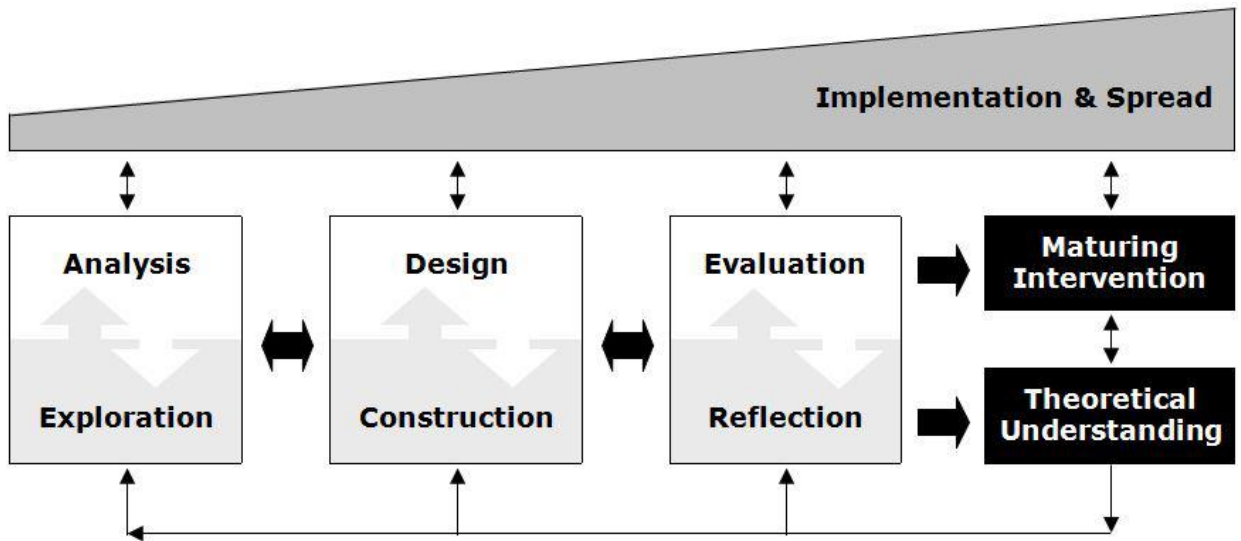 Implementation & Spread
Analysis
Exploration
Design
Construction
Evaluation
Reflection
Maturing
Intervention
Theoretical
Understanding